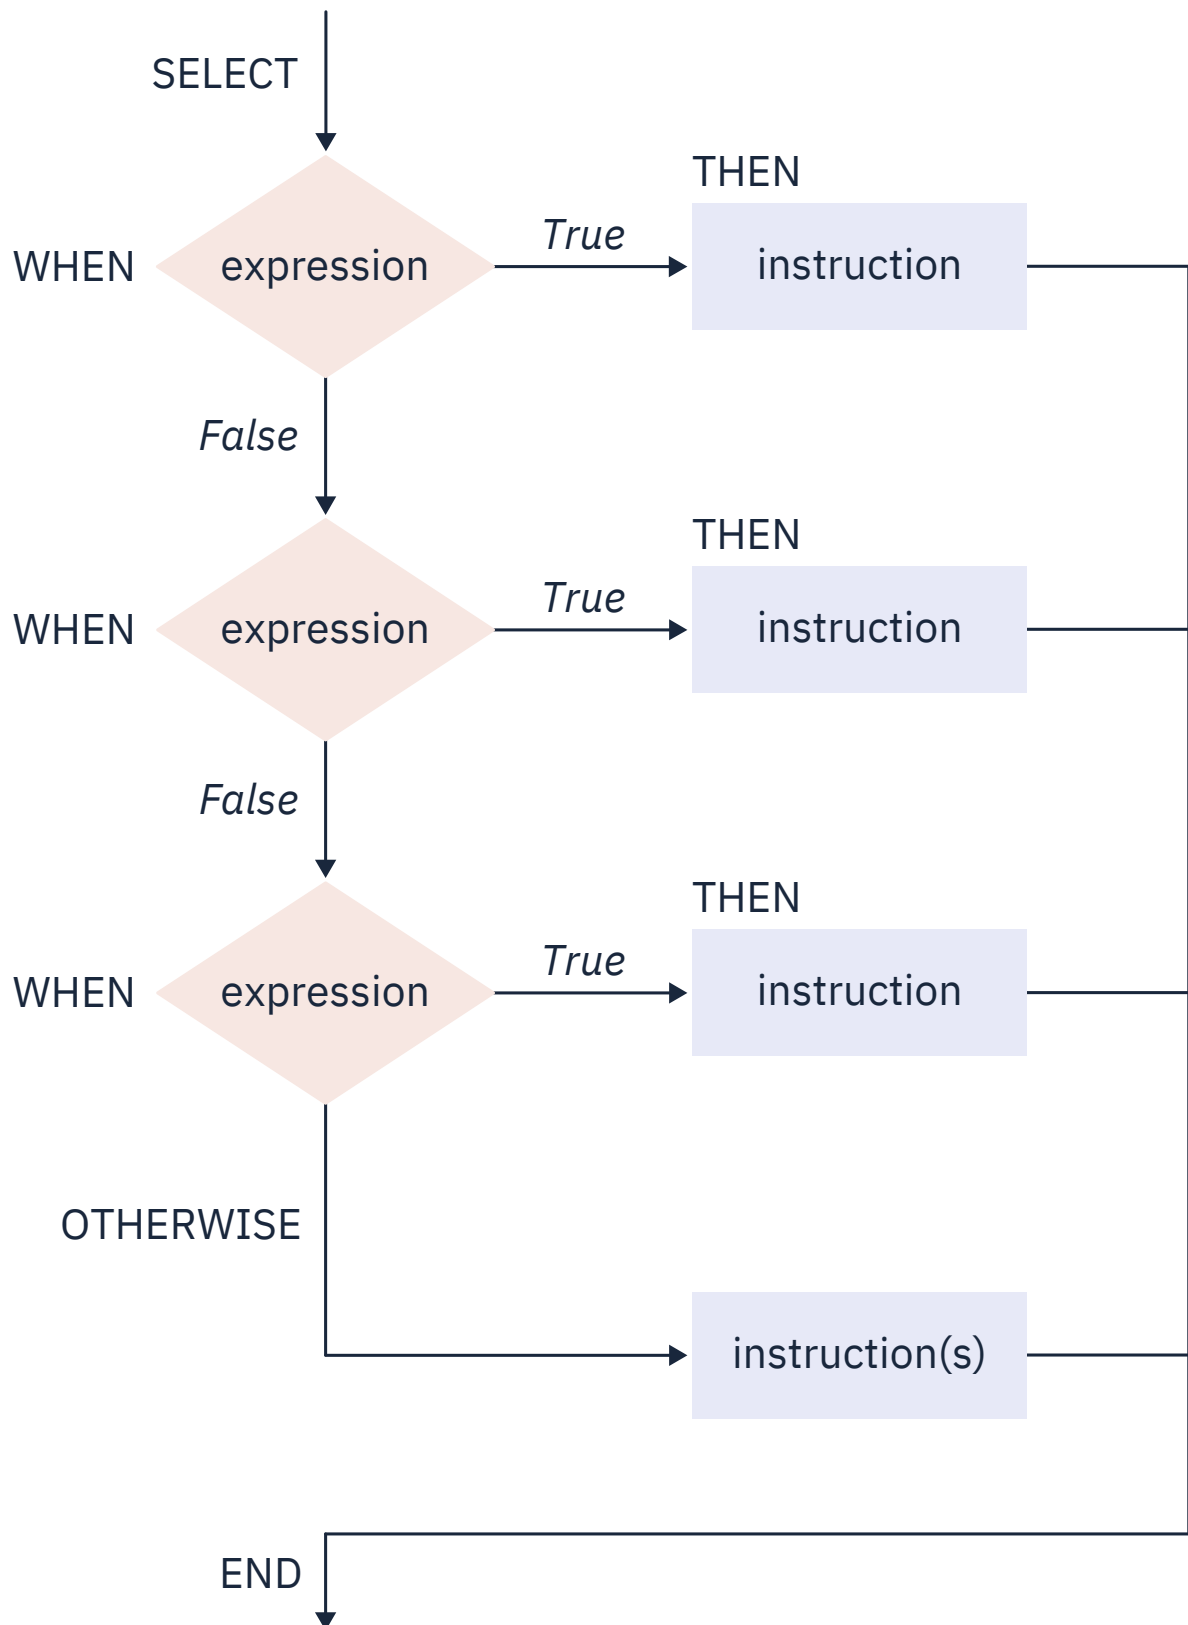 SELECT
THEN
WHEN expression True instruction
False
THEN
WHEN expression True instruction
False
THEN
WHEN expression True instruction
OTHERWISE
instruction(s)
END